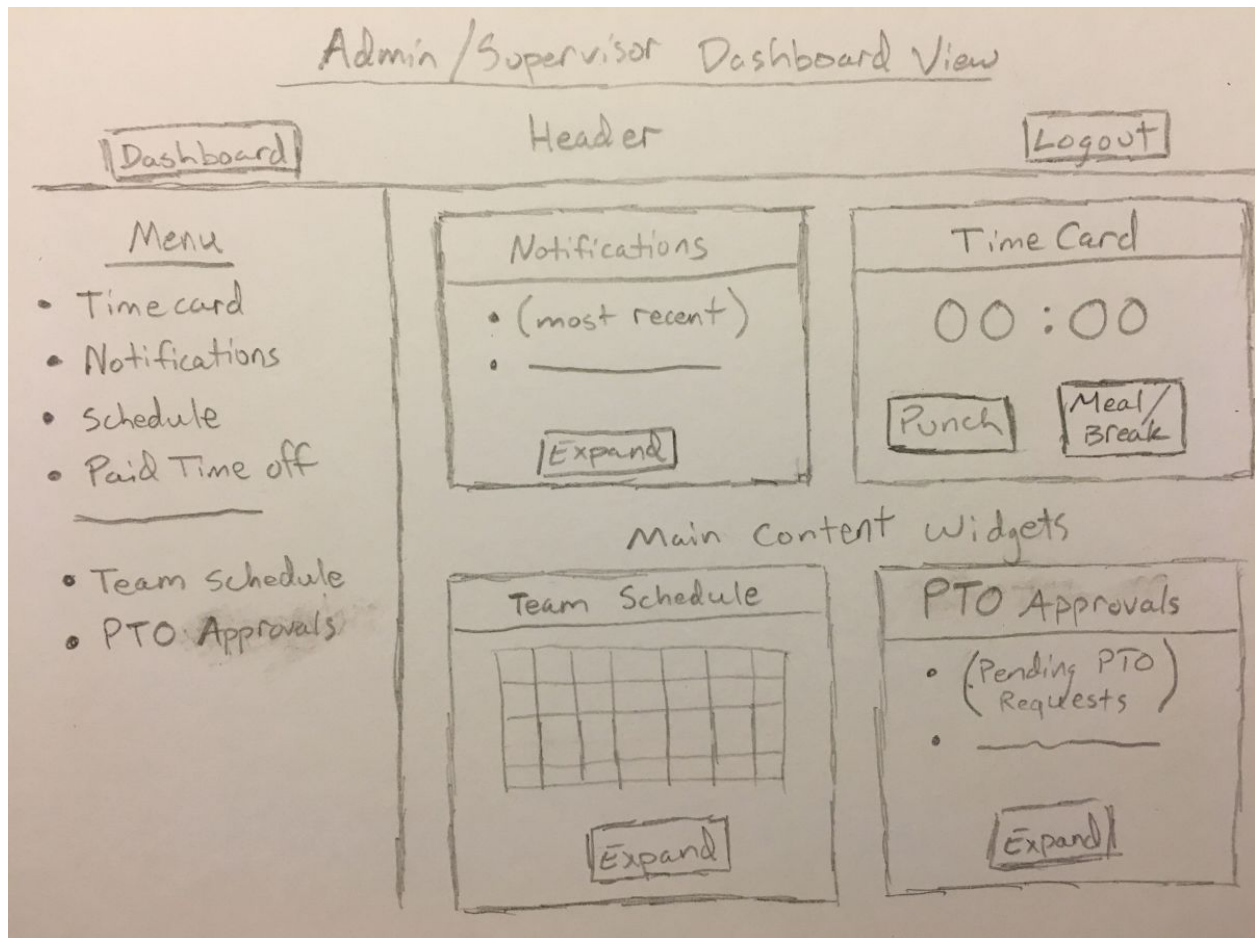 Admin/Supervisor Dashboard View
Dashboard
Header
Logout
Menu
• Timecard
• Notifications
• Schedule
• Paid Time off
• Team Schedule
• PTO Approvals
Notifications
• (most recent)
•
Expand
Time Card
00:00
Punch
Meal/
Break
Main Content Widgets
Team Schedule
Expand
PTO Approvals
• (Pending PTO
Requests)
•
Expand